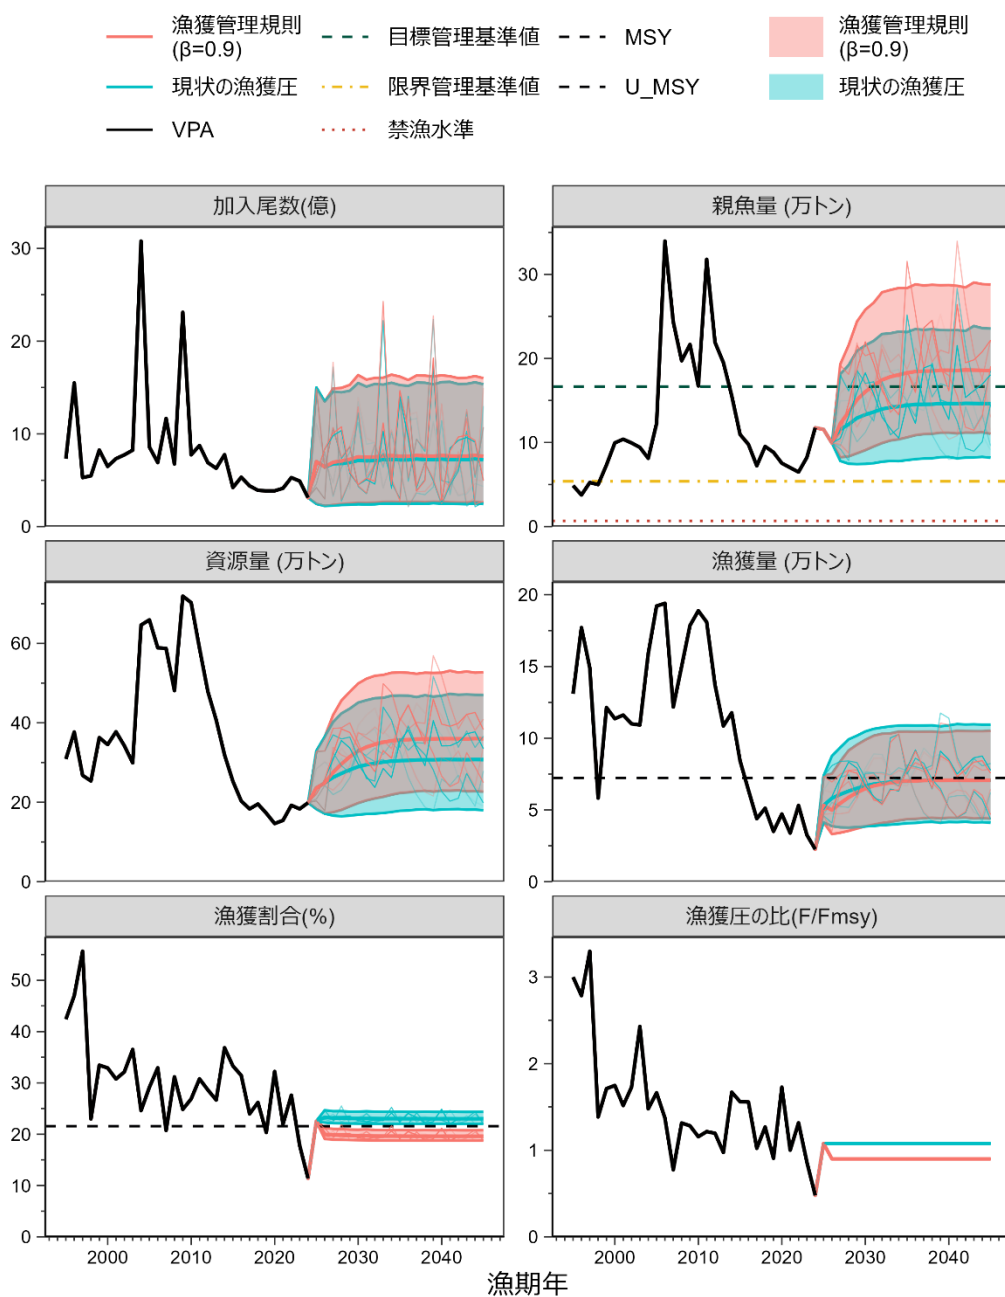 漁獲管理規則
(β=0.9)
目標管理基準値
MSY
漁獲管理規則
(β=0.9)
現状の漁獲圧
限界管理基準値
U_MSY
現状の漁獲圧
VPA
禁漁水準
加入尾数(億)
親魚量 (万トン)
30
20
10
0
30
20
10
0
資源量 (万トン)
漁獲量 (万トン)
60
40
20
0
20
15
10
5
0
漁獲割合(%)
漁獲圧の比(F/Fmsy)
50
40
30
20
10
0
3
2
1
0
2000 2010 2020 2030 2040
2000 2010 2020 2030 2040
漁期年